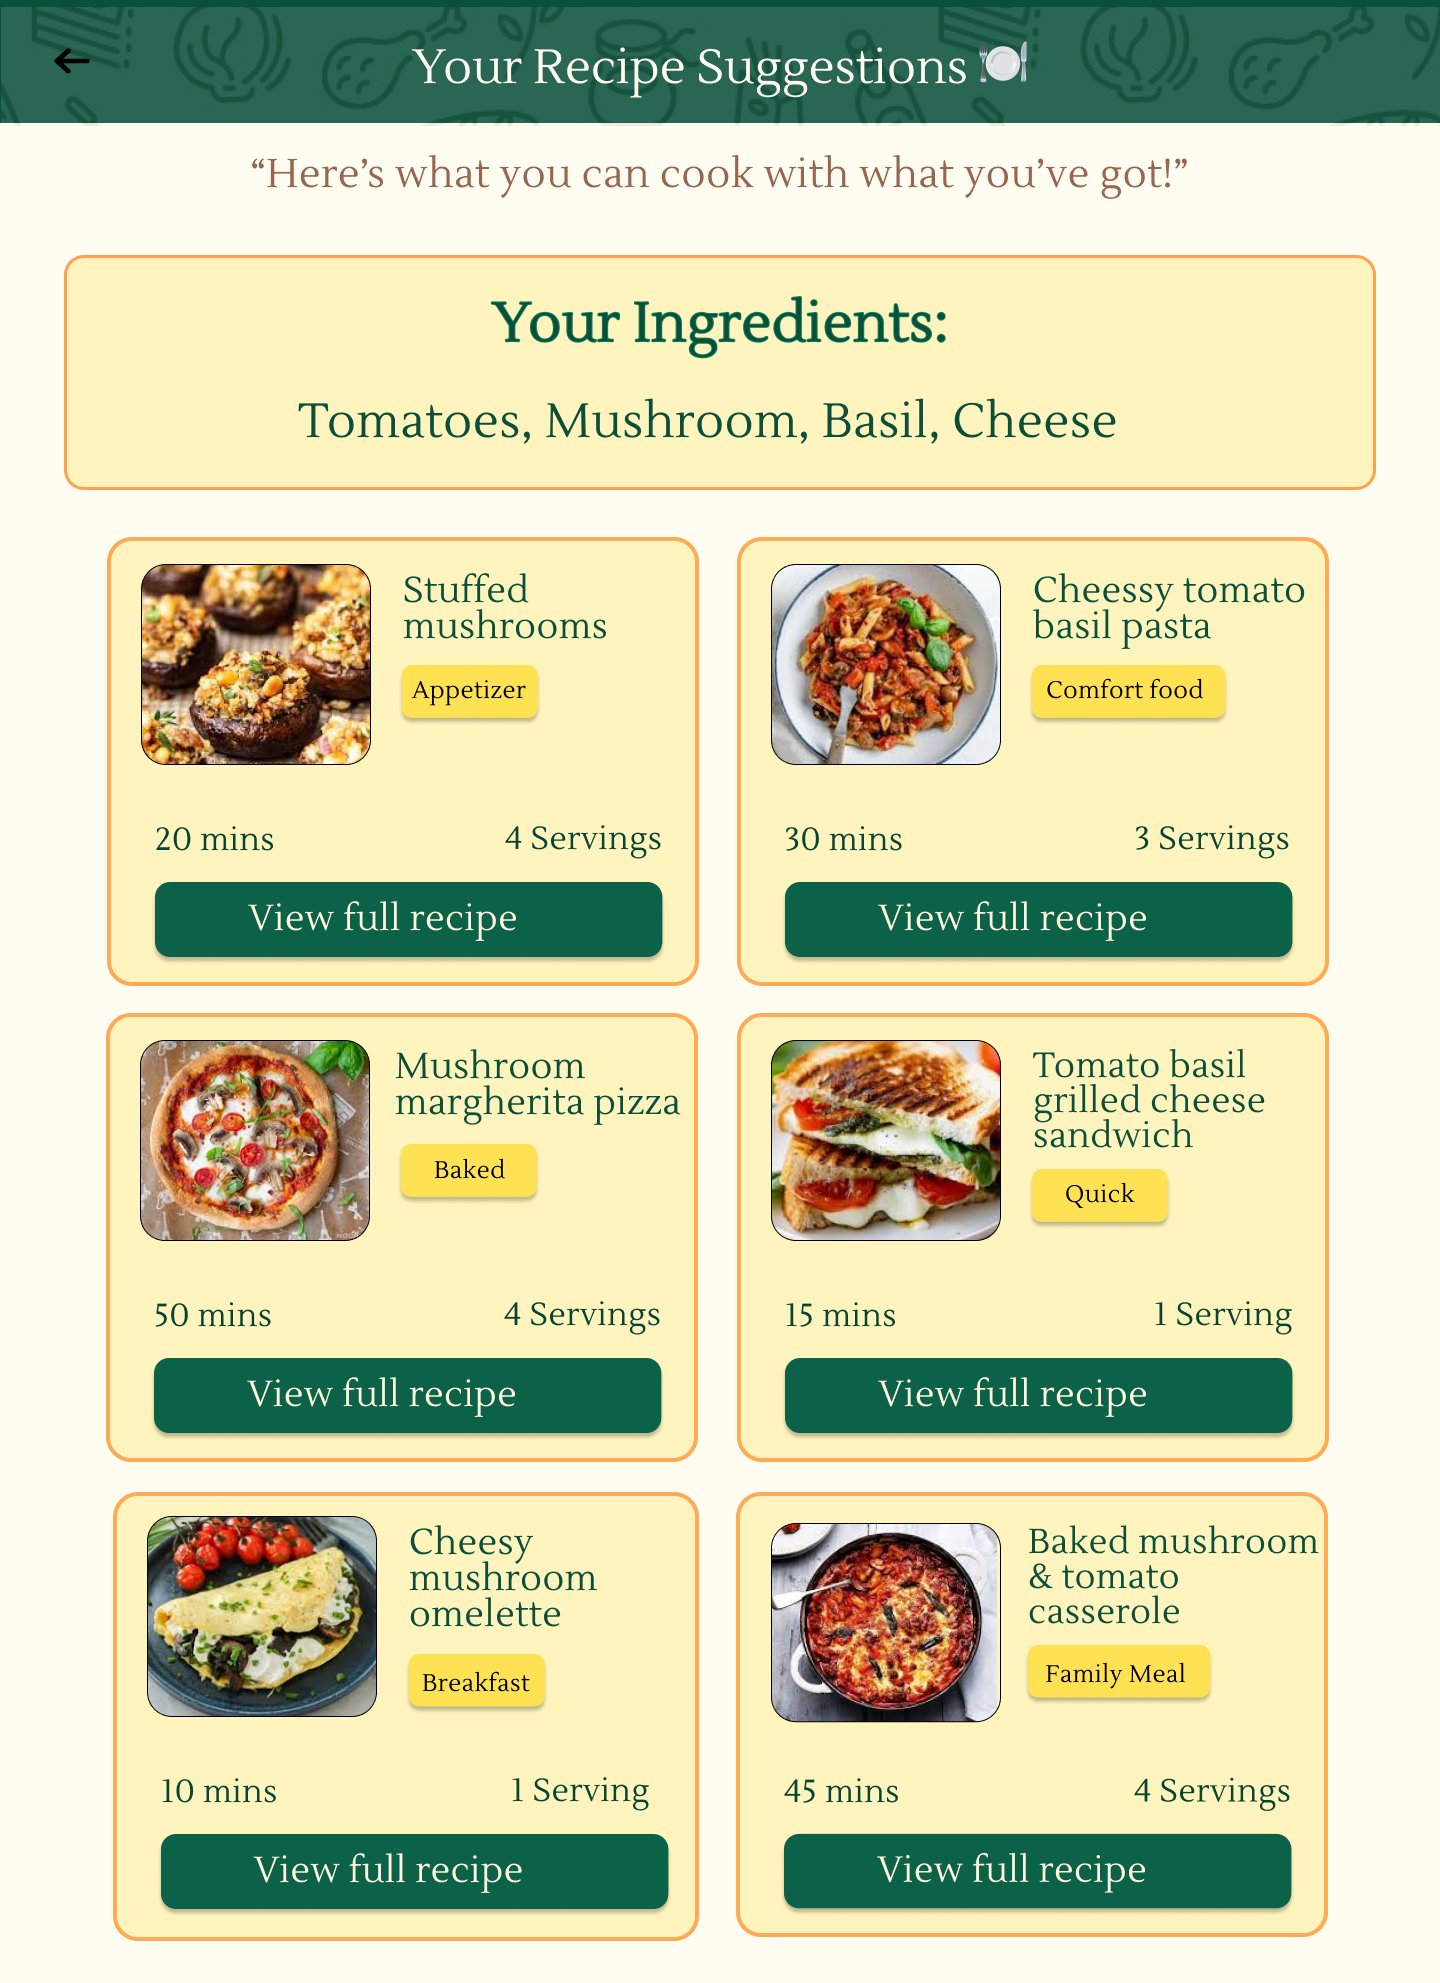 Your Recipe Suggestions 🍽️
“Here’s what you can cook with what you’ve got!”
Your Ingredients:
Tomatoes, Mushroom, Basil, Cheese
Stuffed
mushrooms
Appetizer
20 mins
4 Servings
View full recipe
Cheessy tomato
basil pasta
Comfort food
30 mins
3 Servings
View full recipe
Mushroom
margherita pizza
Baked
50 mins
4 Servings
View full recipe
Tomato basil
grilled cheese
sandwich
Quick
15 mins
1 Serving
View full recipe
Cheesy
mushroom
omelette
Breakfast
10 mins
1 Serving
View full recipe
Baked mushroom
& tomato
casserole
Family Meal
45 mins
4 Servings
View full recipe